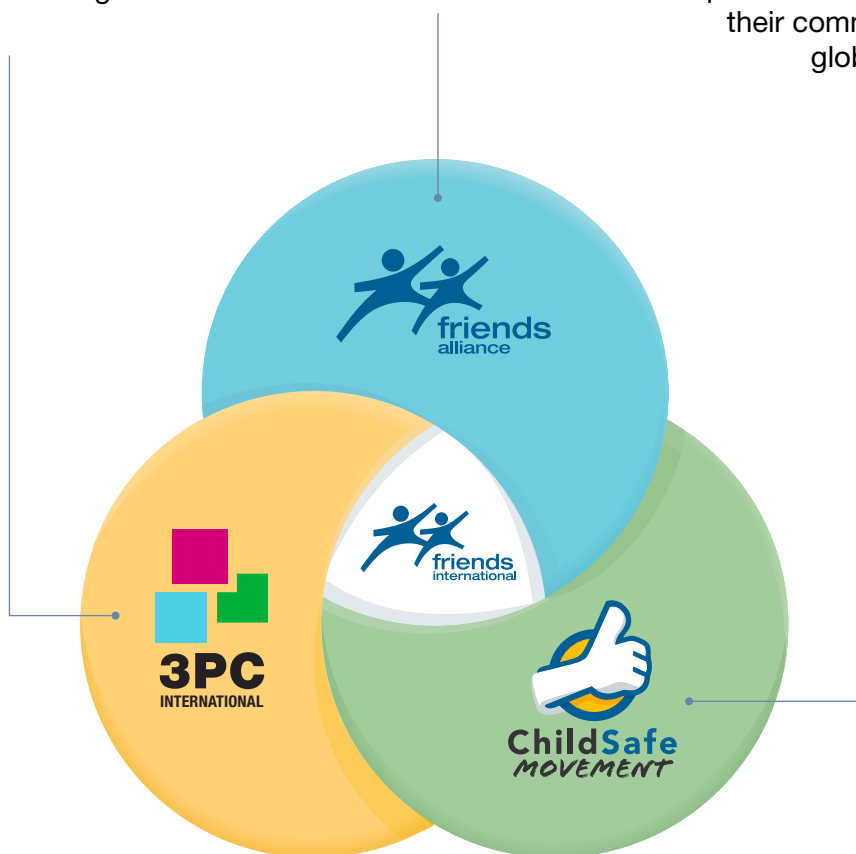 their comm
glob
friends
alliance
friends
international
3PC
INTERNATIONAL
ChildSafe
MOVEMENT